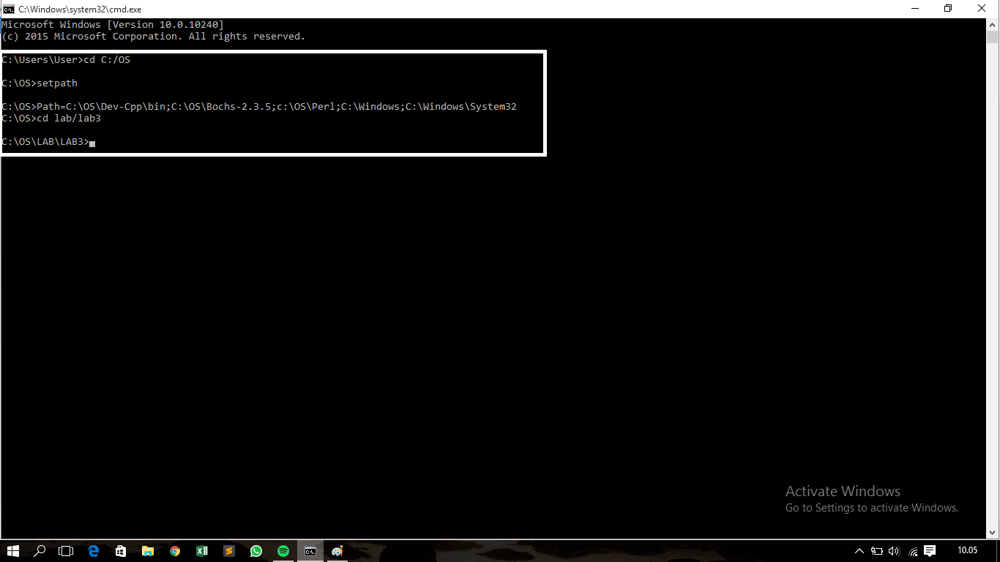 C:\Windows\system32\cmd.exe
Microsoft Windows [Version 10.0.10240]
(c) 2015 Microsoft Corporation. All rights reserved.
C:\Users\User>cd C:/OS
C:\OS>setpath
C:\OS>Path=C:\OS\Dev-Cpp\bin;C:\OS\Bochs-2.3.5;c:\OS\Perl;C:\Windows;C:\Windows\System32
C:\OS>cd lab/lab3
C:\OS\LAB\LAB3>
Activate Windows
Go to Settings to activate Windows.
10.05